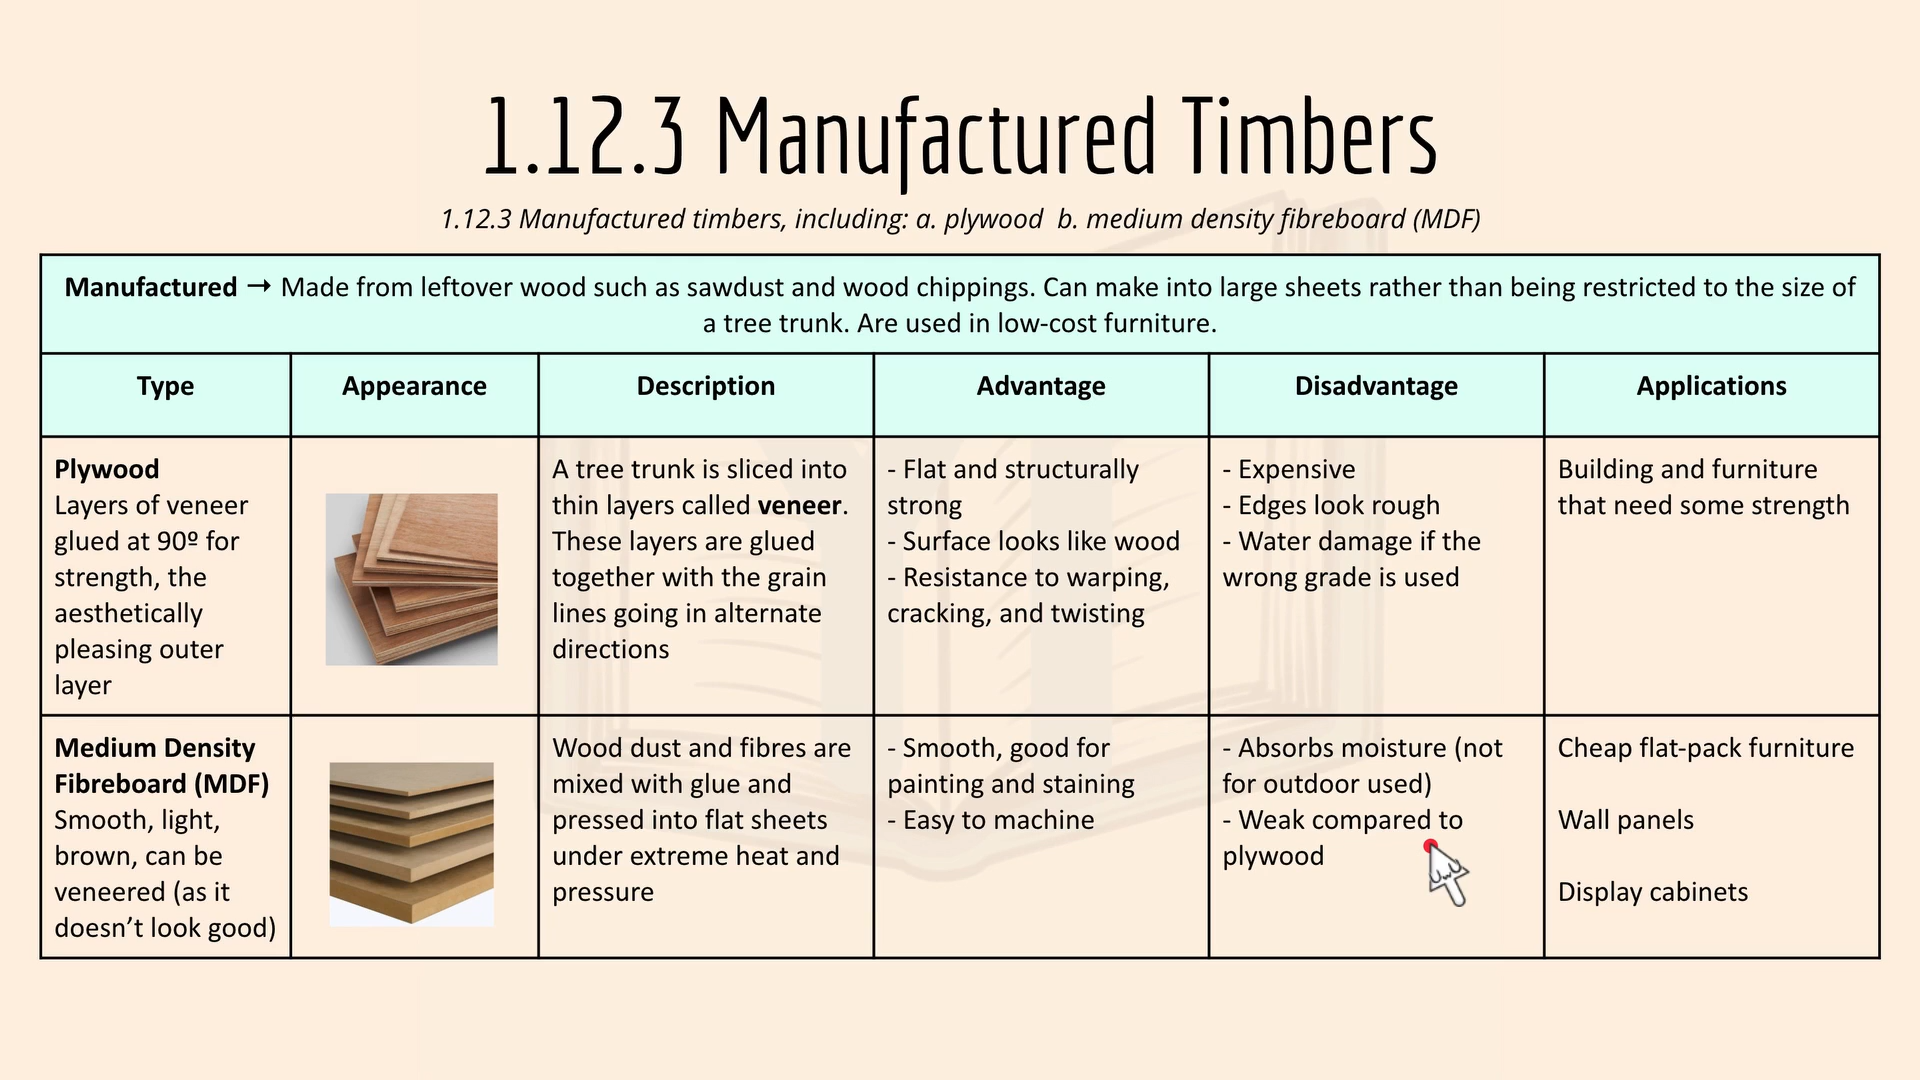 1.12.3 Manufactured Timbers
1.12.3 Manufactured timbers, including: a. plywood  b. medium density fibreboard (MDF)
Manufactured → Made from leftover wood such as sawdust and wood chippings. Can make into large sheets rather than being restricted to the size of
a tree trunk. Are used in low-cost furniture.
Type
Appearance
Description
Advantage
Disadvantage
Applications
Plywood
Layers of veneer
glued at 90º for
strength, the
aesthetically
pleasing outer
layer
A tree trunk is sliced into
thin layers called veneer.
These layers are glued
together with the grain
lines going in alternate
directions
- Flat and structurally
strong
- Surface looks like wood
- Resistance to warping,
cracking, and twisting
- Expensive
- Edges look rough
- Water damage if the
wrong grade is used
Building and furniture
that need some strength
Medium Density
Fibreboard (MDF)
Smooth, light,
brown, can be
veneered (as it
doesn’t look good)
Wood dust and fibres are
mixed with glue and
pressed into flat sheets
under extreme heat and
pressure
- Smooth, good for
painting and staining
- Easy to machine
- Absorbs moisture (not
for outdoor used)
- Weak compared to
plywood
Cheap flat-pack furniture
Wall panels
Display cabinets